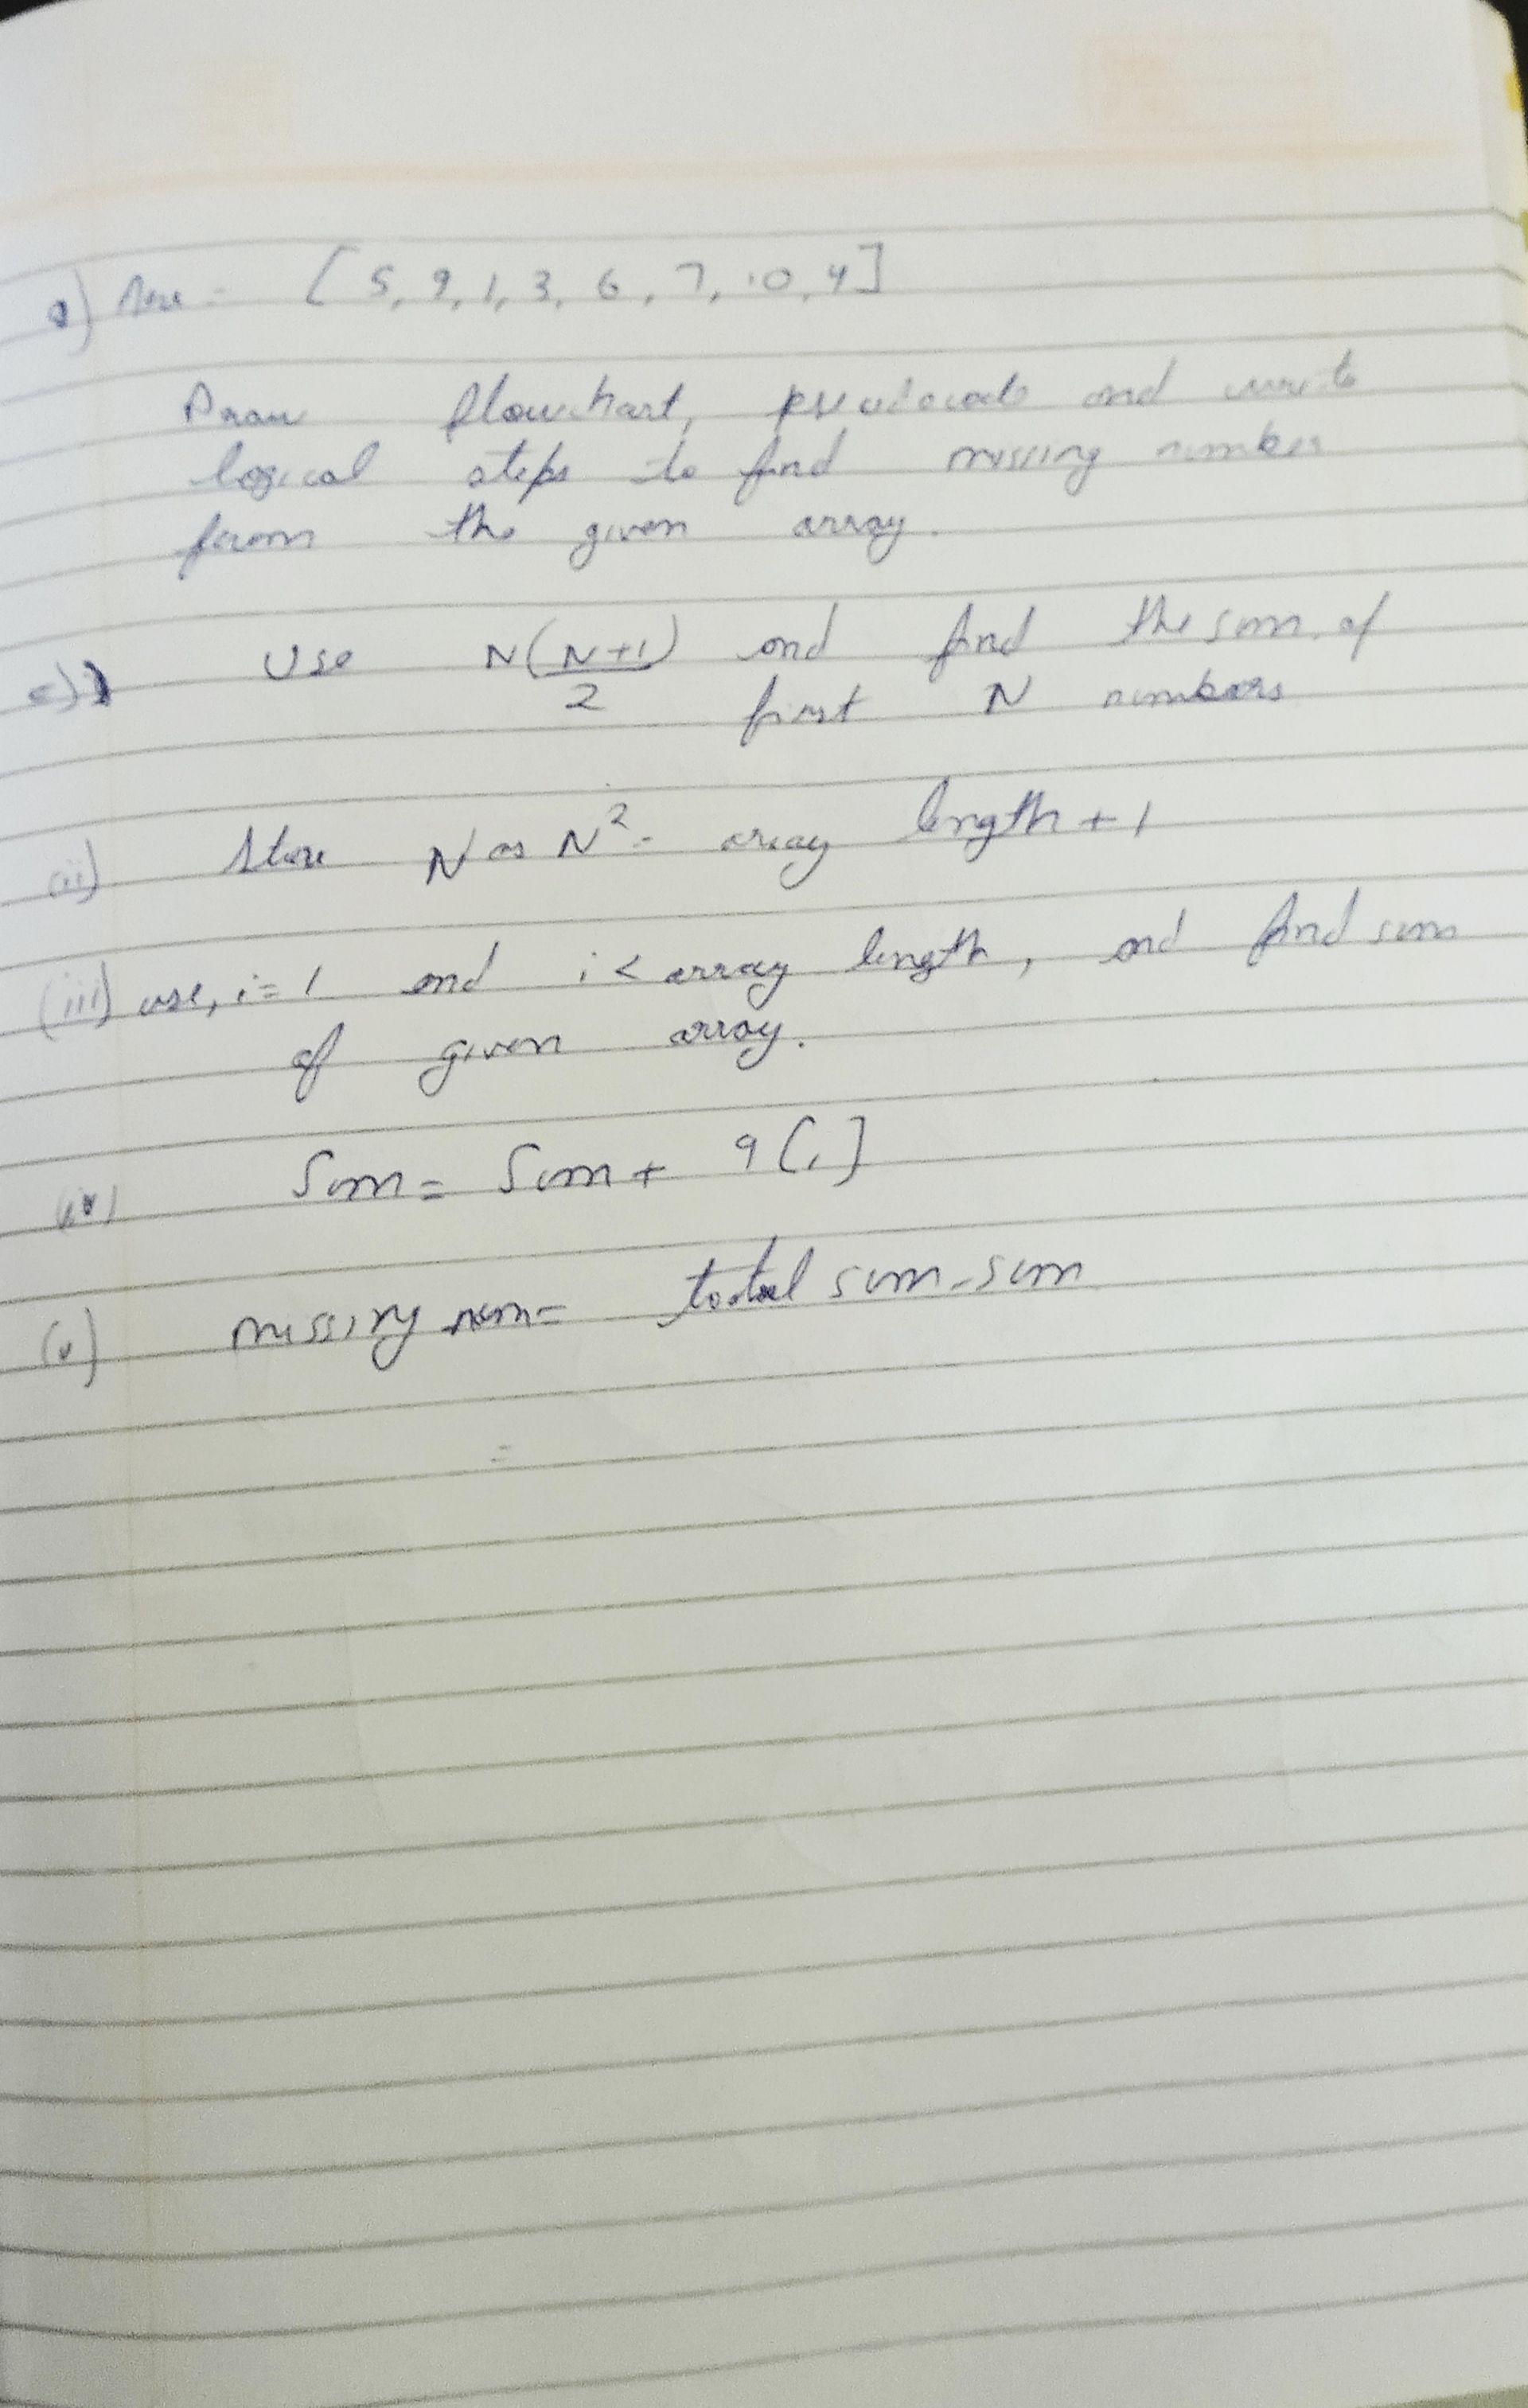 [5, 9, 1, 3, 6, 7, 10, 4]
Draw flowchart, pseudocode and write
logical steps to find missing number
from the given array.
Use N(N+1)/2 and find the sum of
first N numbers
(ii) Store N as N²= array length + 1
(iii) use, i=1 and i< array length, and find sum
of given array.
(iv) Sum = Sum + a[i]
(v) missing num= total sum-sum
=